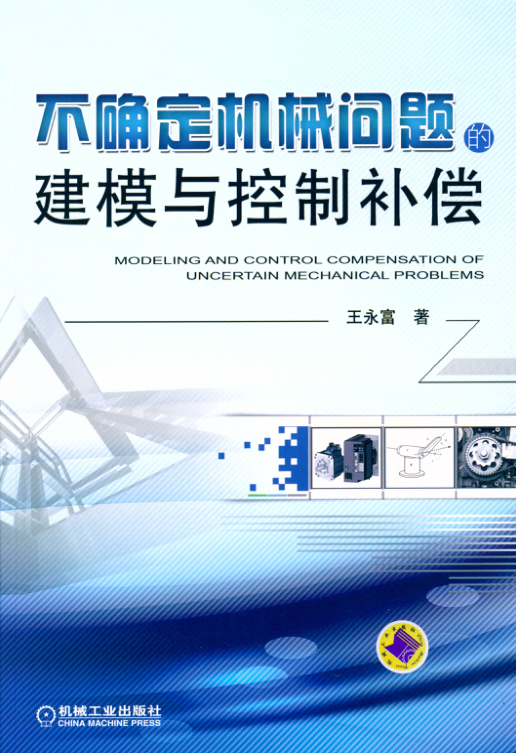 不确定机械问题的
建模与控制补偿
MODELING AND CONTROL COMPENSATION OF
UNCERTAIN MECHANICAL PROBLEMS
王永富 著
机械工业出版社
CHINA MACHINE PRESS